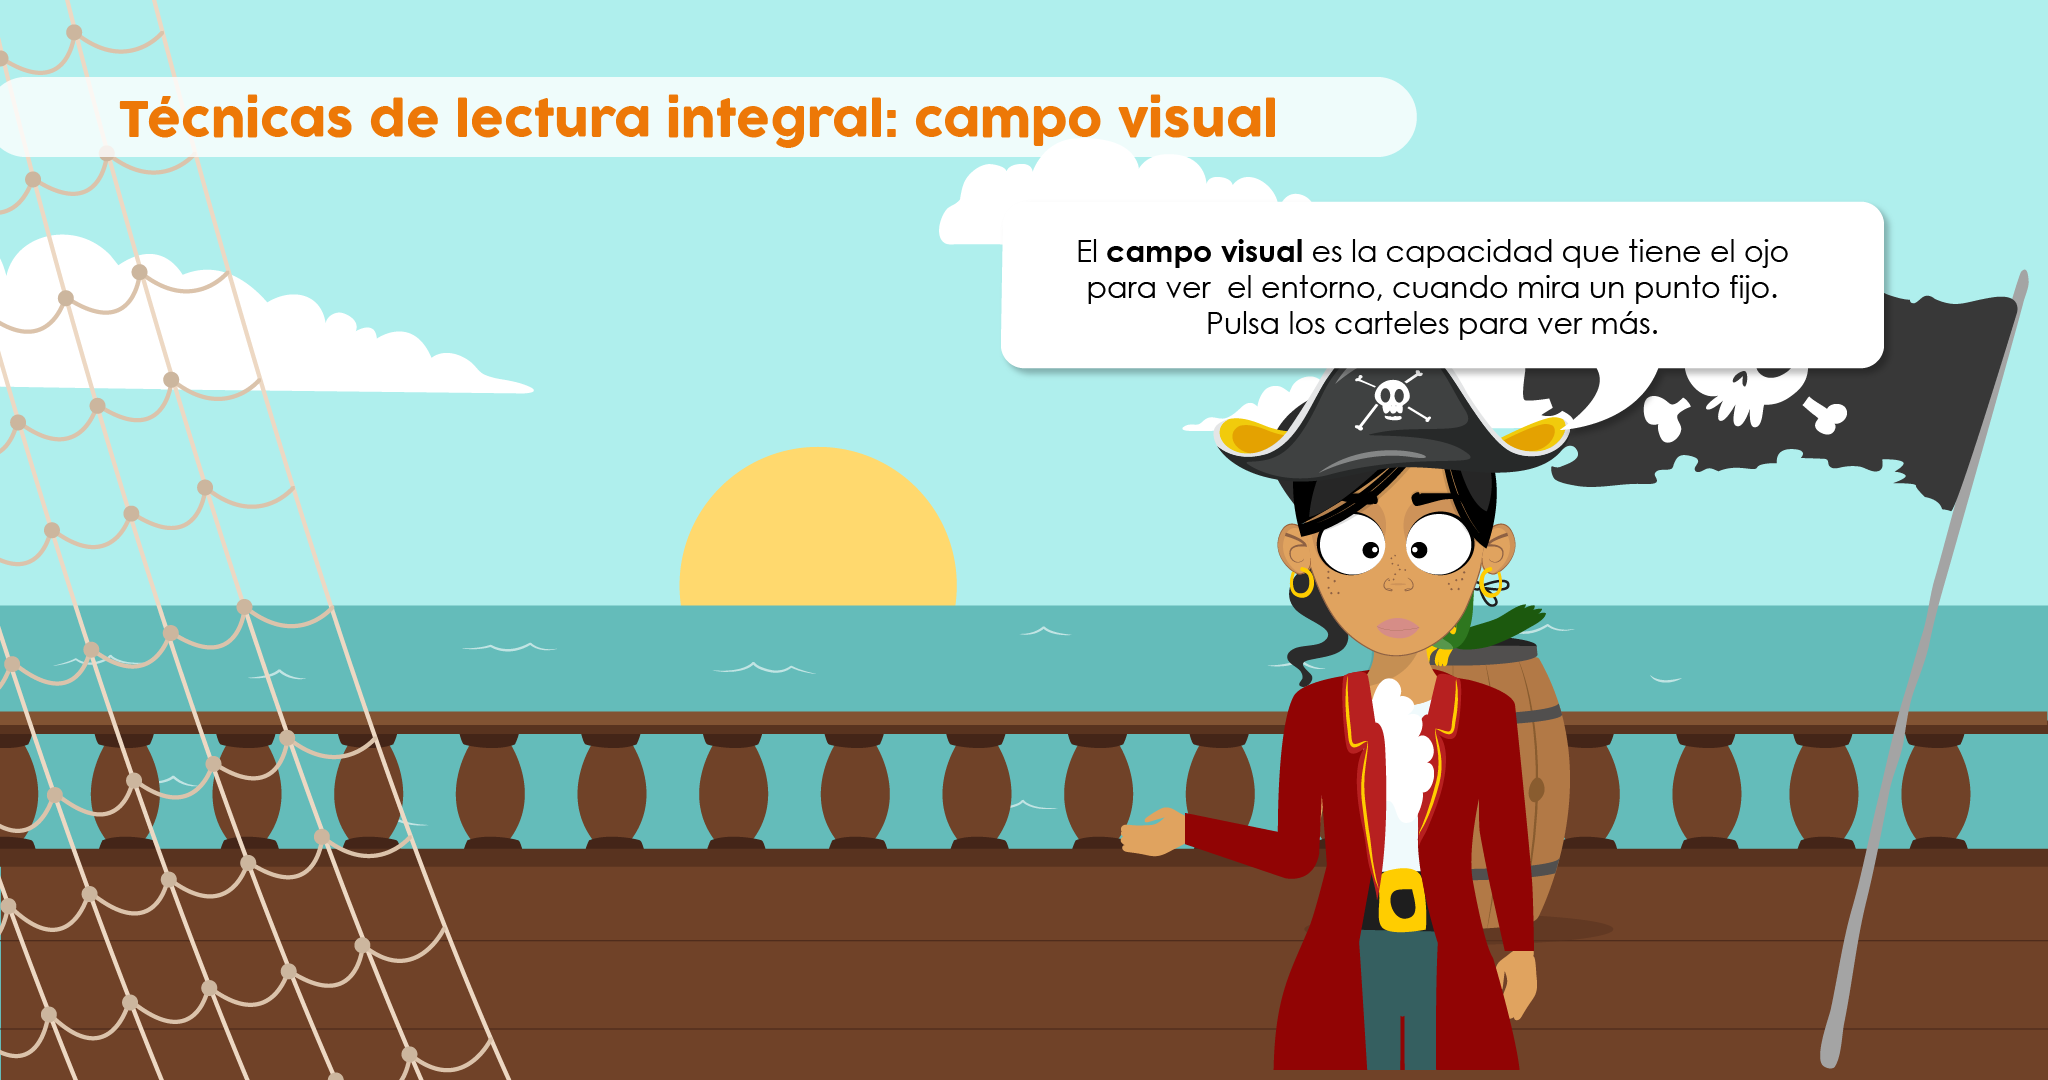 Técnicas de lectura integral: campo visual
El campo visual es la capacidad que tiene el ojo
para ver  el entorno, cuando mira un punto fijo.
Pulsa los carteles para ver más.